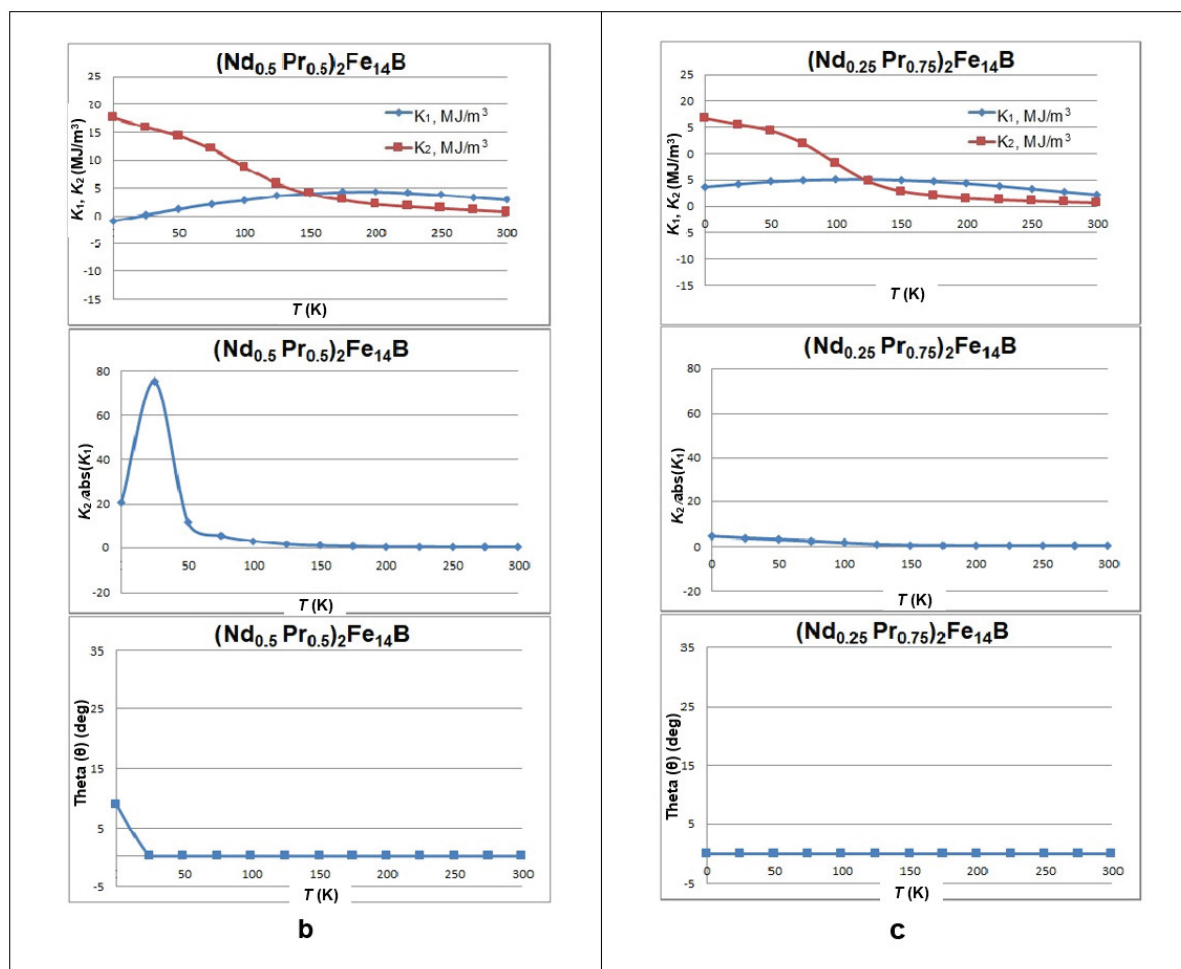 (Nd0.5 Pr0.5)2Fe14B
K1, K2 (MJ/m3)
25
20
15
10
5
0
-5
-10
-15
K1, MJ/m3
K2, MJ/m3
50 100 150 200 250 300
T (K)
(Nd0.5 Pr0.5)2Fe14B
K2/abs(K1)
80
60
40
20
0
-20
50 100 150 200 250 300
T (K)
(Nd0.5 Pr0.5)2Fe14B
Theta (θ) (deg)
35
25
15
5
-5
50 100 150 200 250 300
T (K)
b
(Nd0.25 Pr0.75)2Fe14B
K1, K2 (MJ/m3)
25
20
5
0
5
0
5
-10
-15
K1, MJ/m3
K2, MJ/m3
0 50 100 150 200 250 300
T (K)
(Nd0.25 Pr0.75)2Fe14B
K2/abs(K1)
80
60
40
20
0
-20
0 50 100 150 200 250 300
T (K)
(Nd0.25 Pr0.75)2Fe14B
Theta (θ) (deg)
35
25
15
5
-5
0 50 100 150 200 250 300
T (K)
c